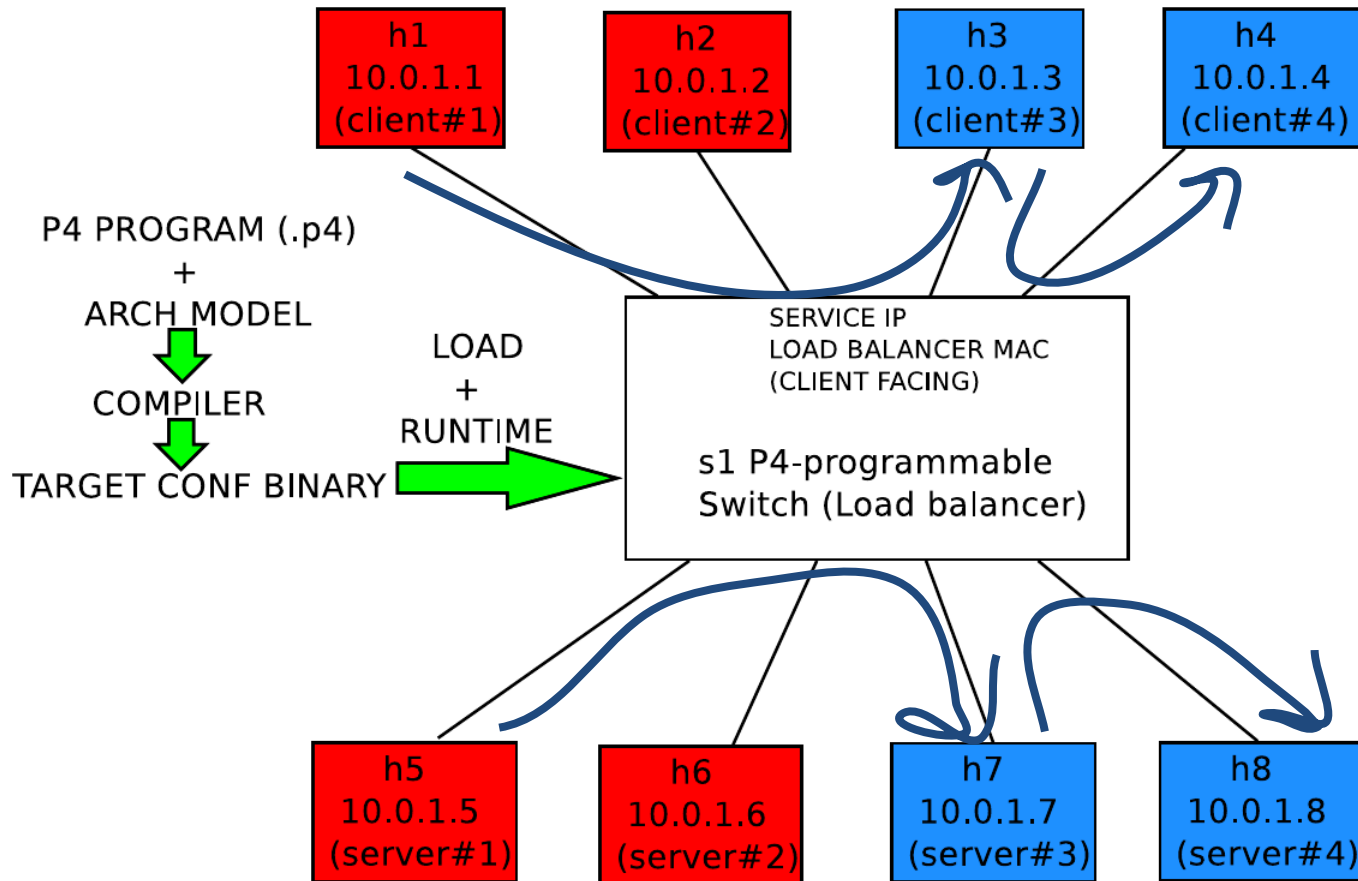 h1
10.0.1.1
(client#1)
h2
10.0.1.2
(client#2)
h3
10.0.1.3
(client#3)
h4
10.0.1.4
(client#4)
P4 PROGRAM (.p4)
+
ARCH MODEL
COMPILER
TARGET CONF BINARY
LOAD
+
RUNTIME
SERVICE IP
LOAD BALANCER MAC
(CLIENT FACING)
s1 P4-programmable
Switch (Load balancer)
h5
10.0.1.5
(server#1)
h6
10.0.1.6
(server#2)
h7
10.0.1.7
(server#3)
h8
10.0.1.8
(server#4)